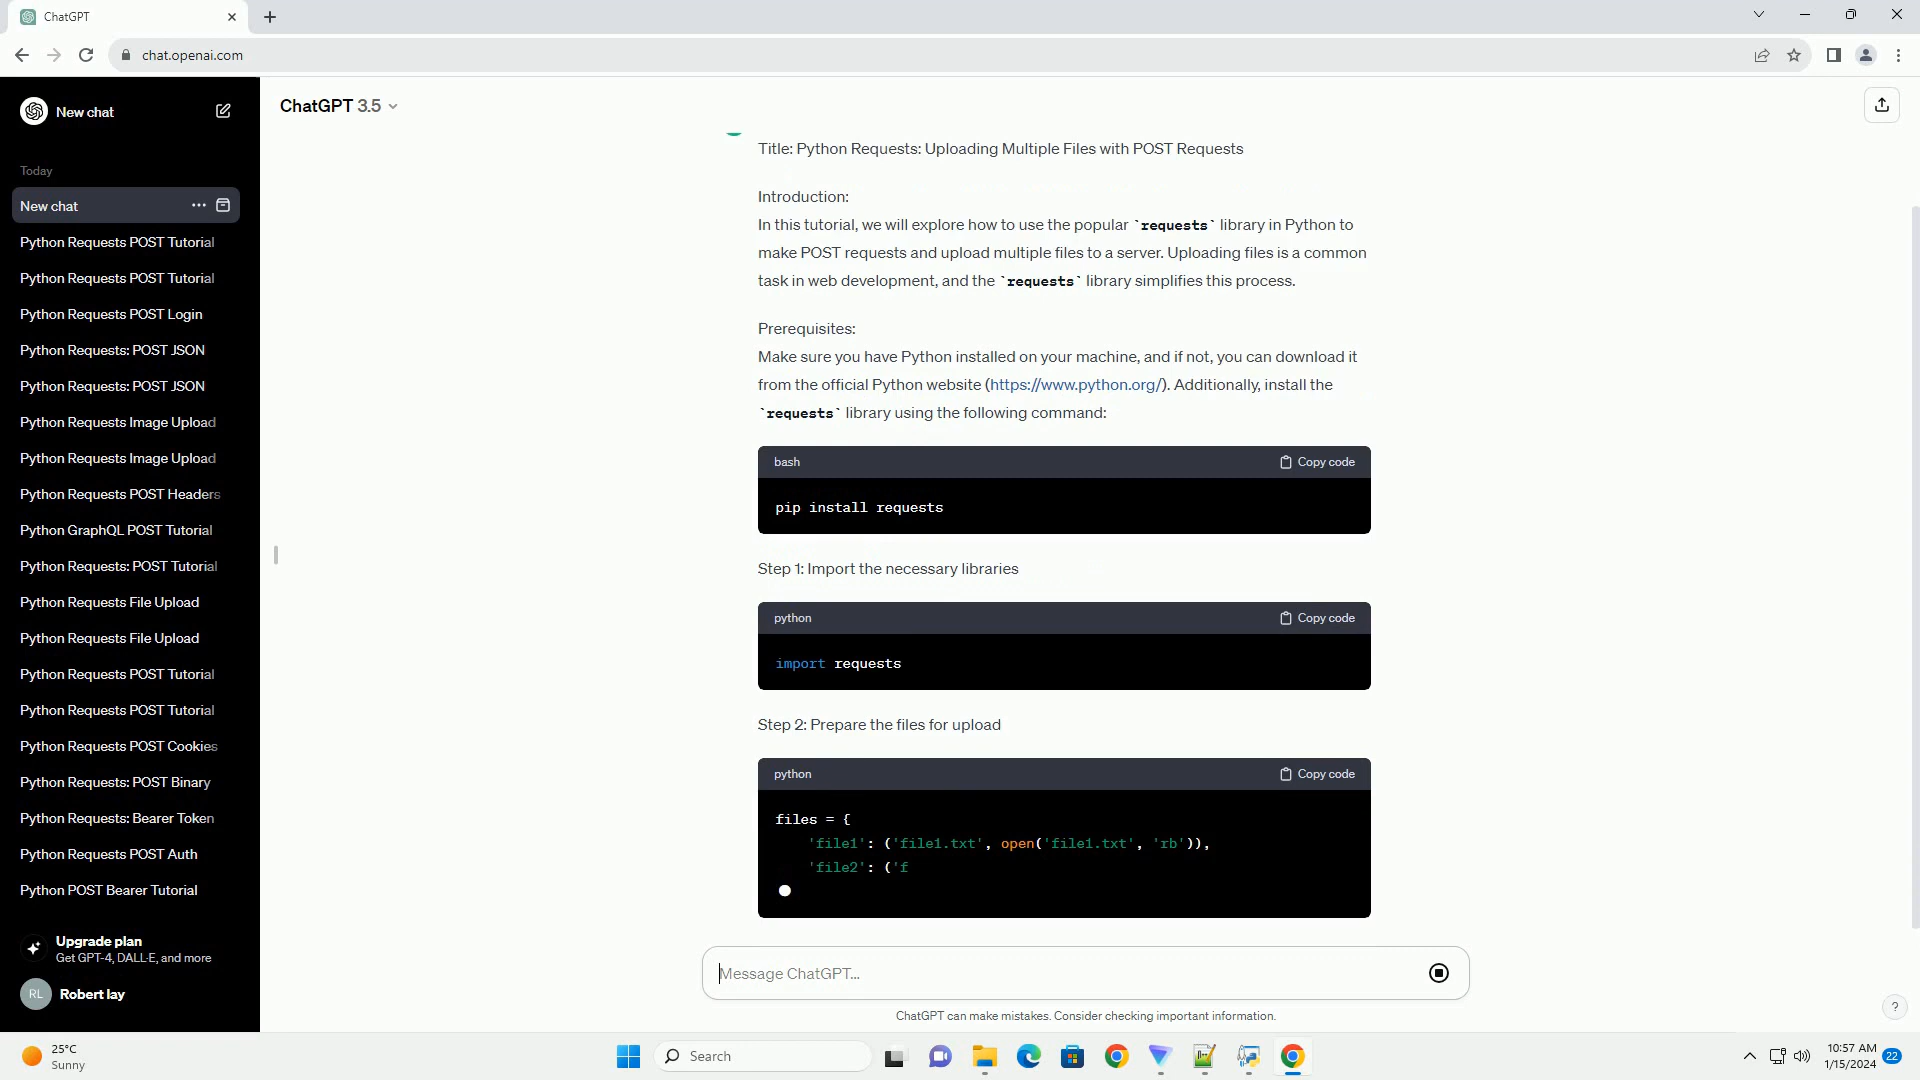 ChatGPT
chat.openai.com
New chat
Today
New chat
Python Requests POST Tutorial
Python Requests POST Tutorial
Python Requests POST Login
Python Requests: POST JSON
Python Requests: POST JSON
Python Requests Image Upload
Python Requests Image Upload
Python Requests POST Headers
Python GraphQL POST Tutorial
Python Requests: POST Tutorial
Python Requests File Upload
Python Requests File Upload
Python Requests POST Tutorial
Python Requests POST Tutorial
Python Requests POST Cookies
Python Requests: POST Binary
Python Requests: Bearer Token
Python Requests POST Auth
Python POST Bearer Tutorial
Upgrade plan
Get GPT-4, DALL·E, and more
RL Robert lay
ChatGPT 3.5
Title: Python Requests: Uploading Multiple Files with POST Requests
Introduction:
In this tutorial, we will explore how to use the popular `requests` library in Python to
make POST requests and upload multiple files to a server. Uploading files is a common
task in web development, and the `requests` library simplifies this process.
Prerequisites:
Make sure you have Python installed on your machine, and if not, you can download it
from the official Python website (https://www.python.org/). Additionally, install the
`requests` library using the following command:
bash Copy code
pip install requests
Step 1: Import the necessary libraries
python Copy code
import requests
Step 2: Prepare the files for upload
python Copy code
files = {
'file1': ('file1.txt', open('file1.txt', 'rb')),
'file2': ('f
Message ChatGPT...
ChatGPT can make mistakes. Consider checking important information.
?
25°C
Sunny
Search
10:57 AM
1/15/2024
22